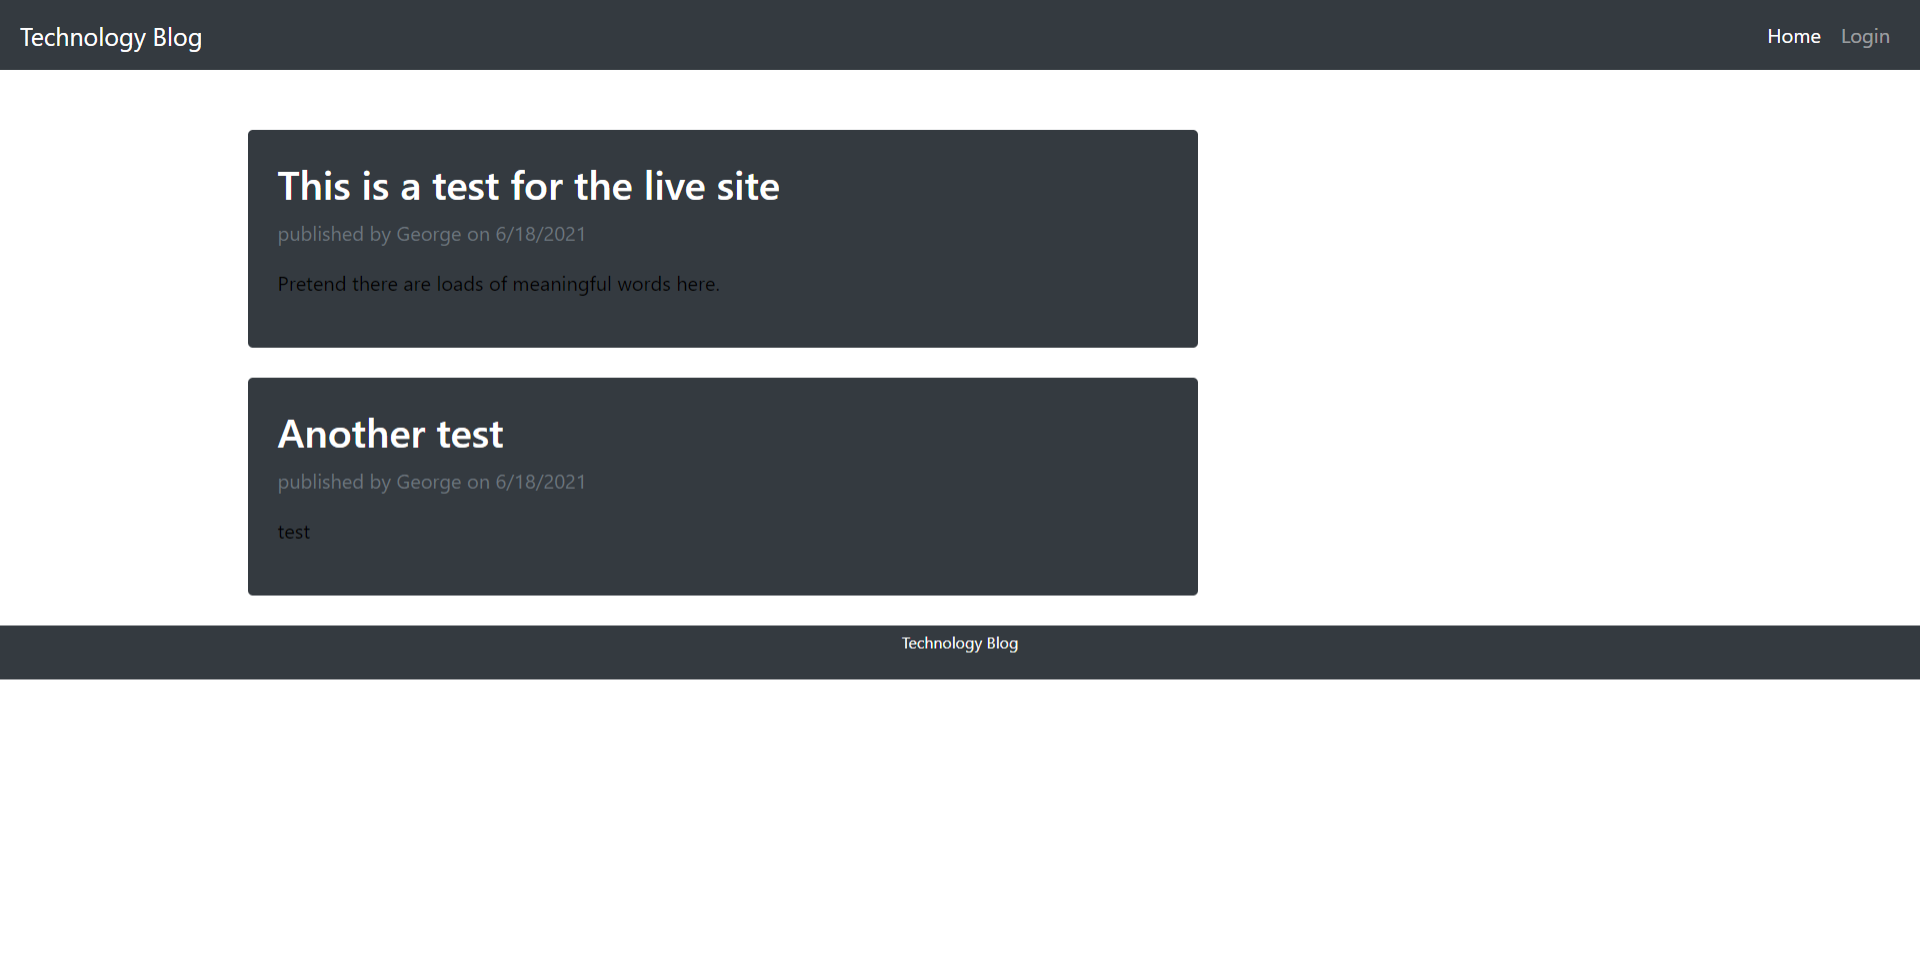 Technology Blog
Home Login
This is a test for the live site
published by George on 6/18/2021
Pretend there are loads of meaningful words here.
Another test
published by George on 6/18/2021
test
Technology Blog